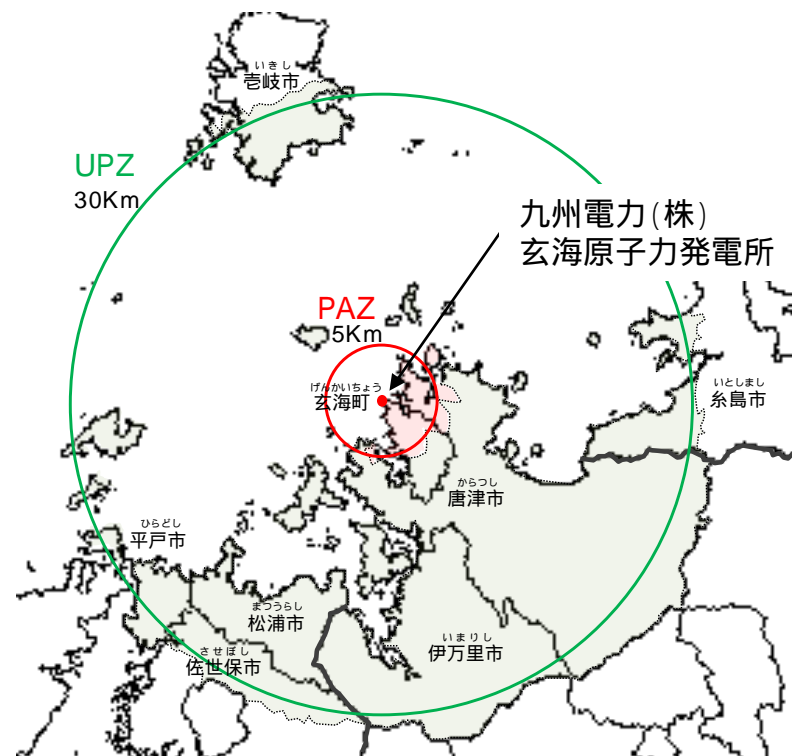 いきし
壱岐市
UPZ
30Km
九州電力(株)
玄海原子力発電所
PAZ
5Km
げんかいちょう
玄海町
いとしまし
糸島市
からつし
唐津市
ひらどし
平戸市
まつうらし
松浦市
いまりし
伊万里市
させぼし
佐世保市